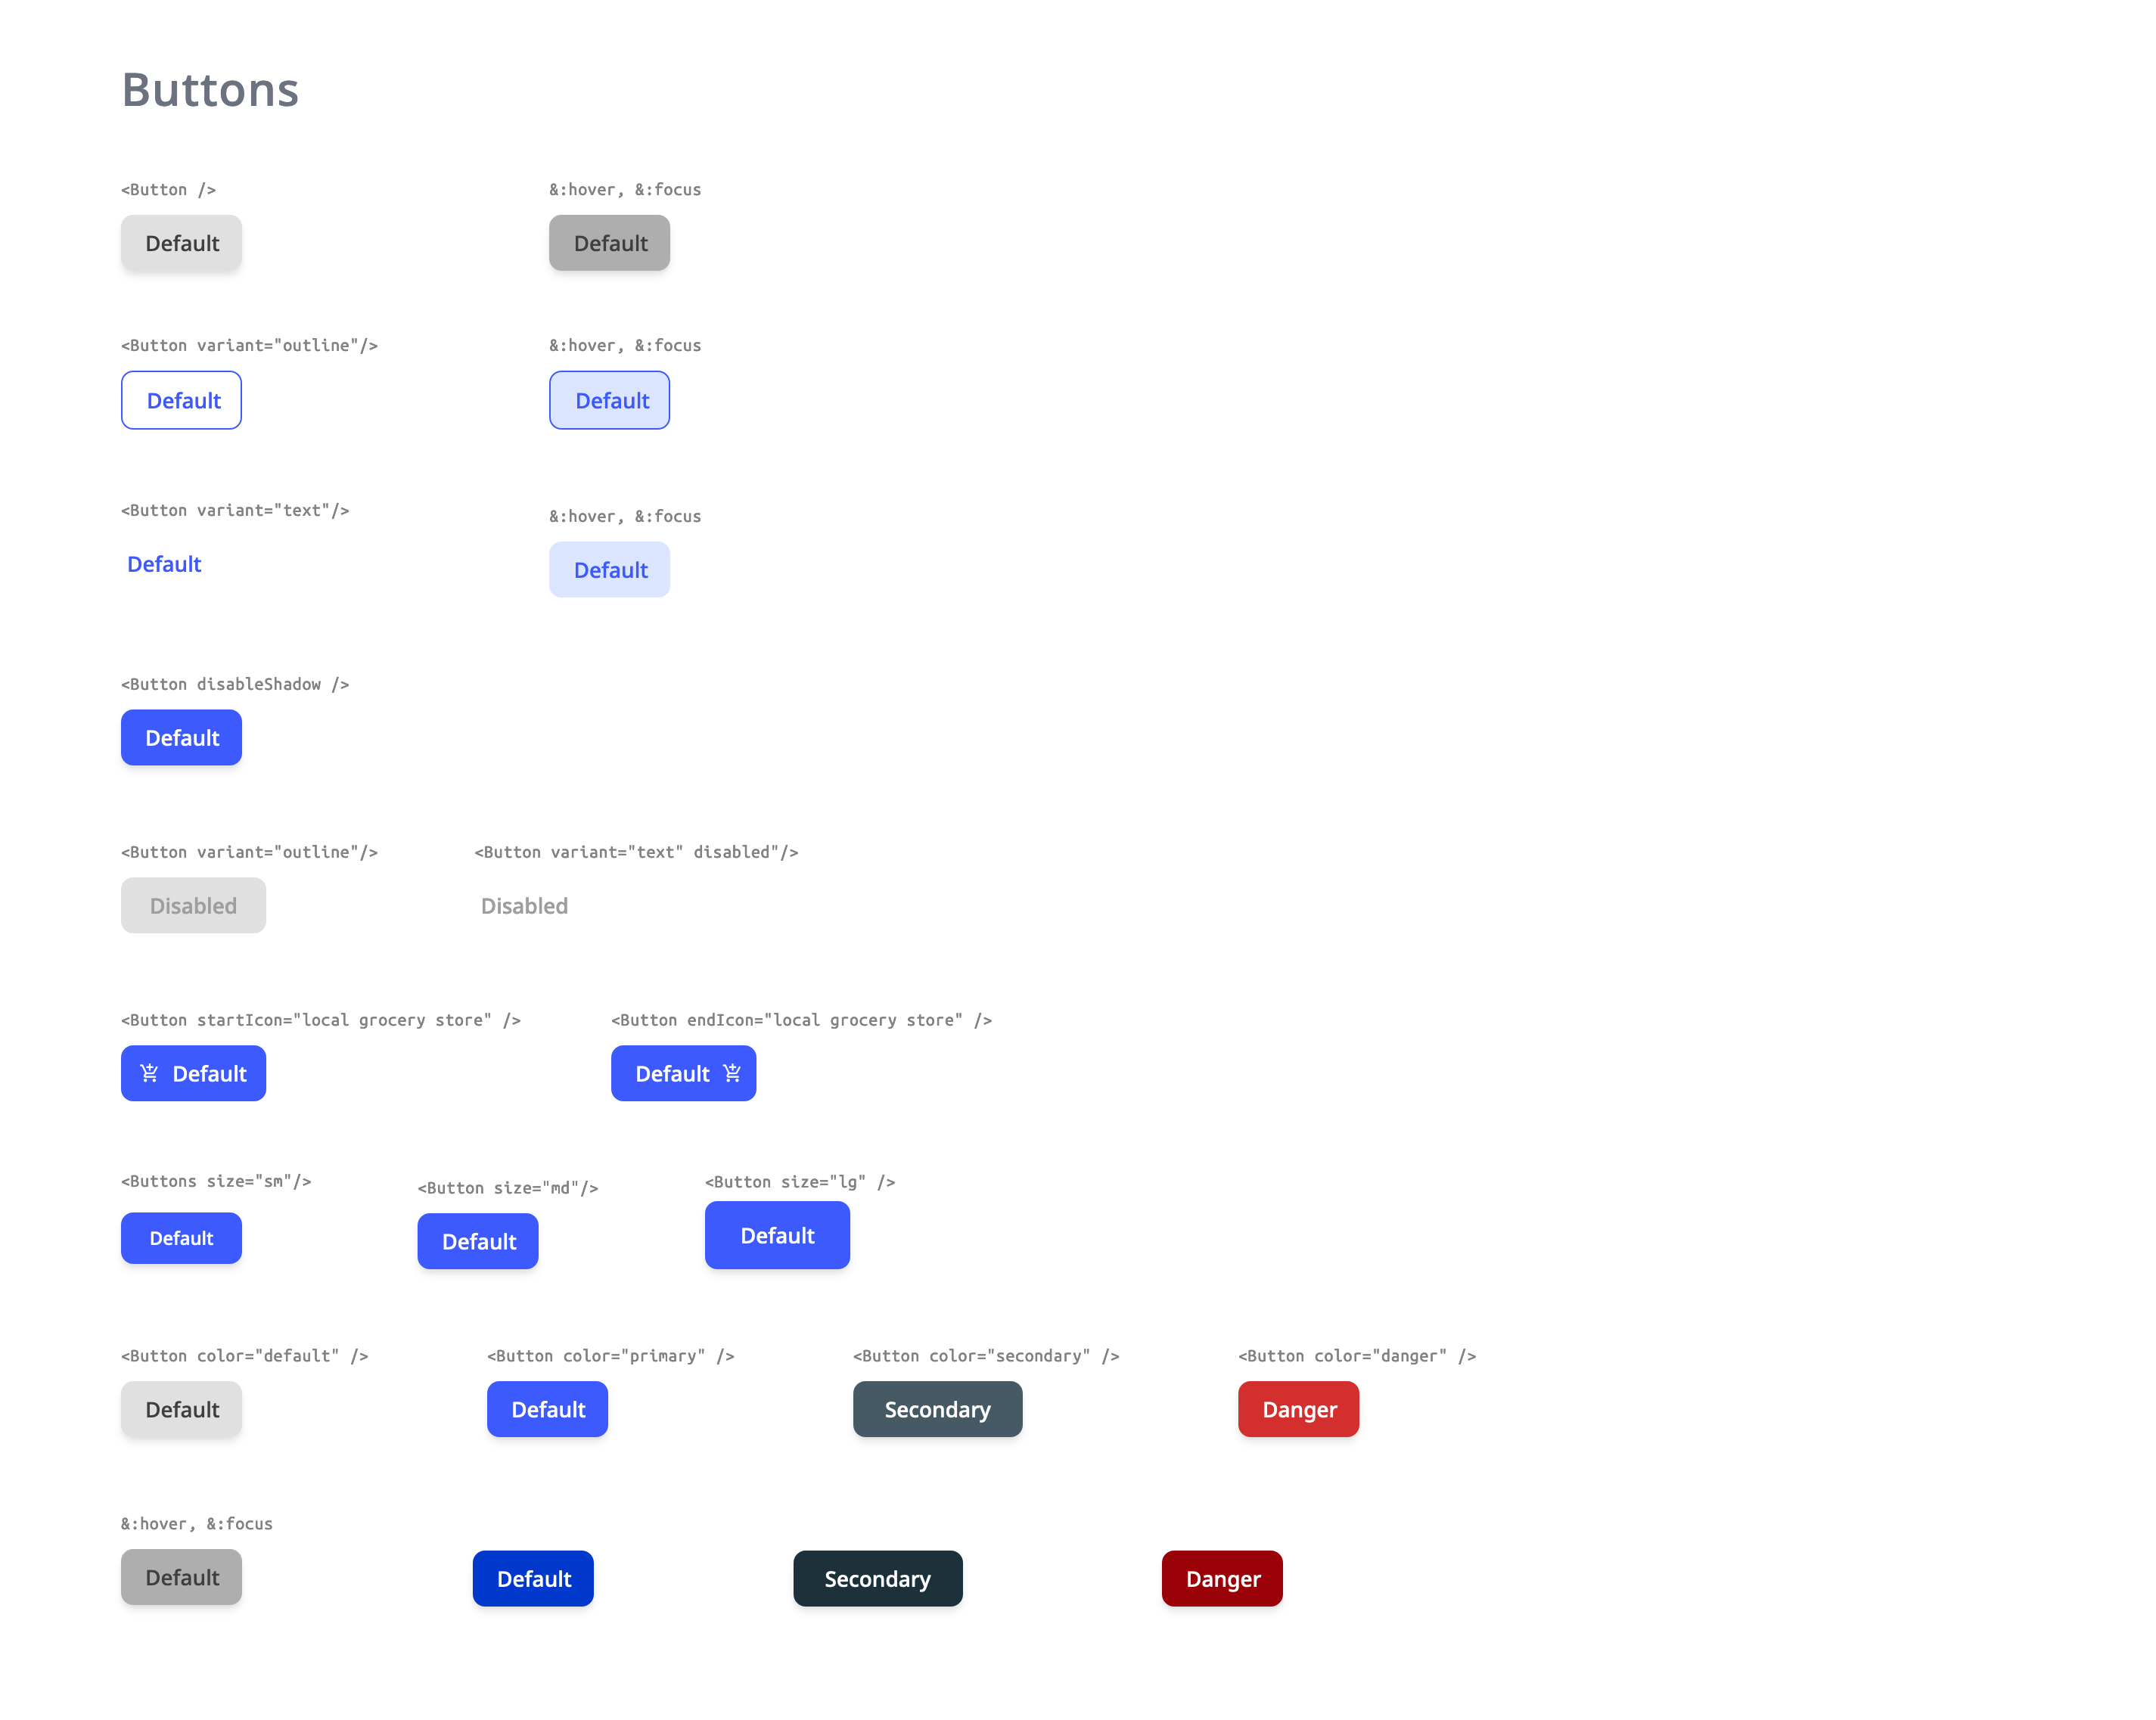 Buttons
<Button />
&:hover, &:focus
Default
Default
<Button variant="outline"/>
&:hover, &:focus
Default
Default
<Button variant="text"/>
&:hover, &:focus
Default
Default
<Button disableShadow />
Default
<Button variant="outline"/>
<Button variant="text" disabled"/>
Disabled
Disabled
<Button startIcon="local grocery store" />
<Button endIcon="local grocery store" />
Default
Default
<Buttons size="sm"/>
<Button size="md"/>
<Button size="lg" />
Default
Default
Default
<Button color="default" />
<Button color="primary" />
<Button color="secondary" />
<Button color="danger" />
Default
Default
Secondary
Danger
&:hover, &:focus
Default
Default
Secondary
Danger